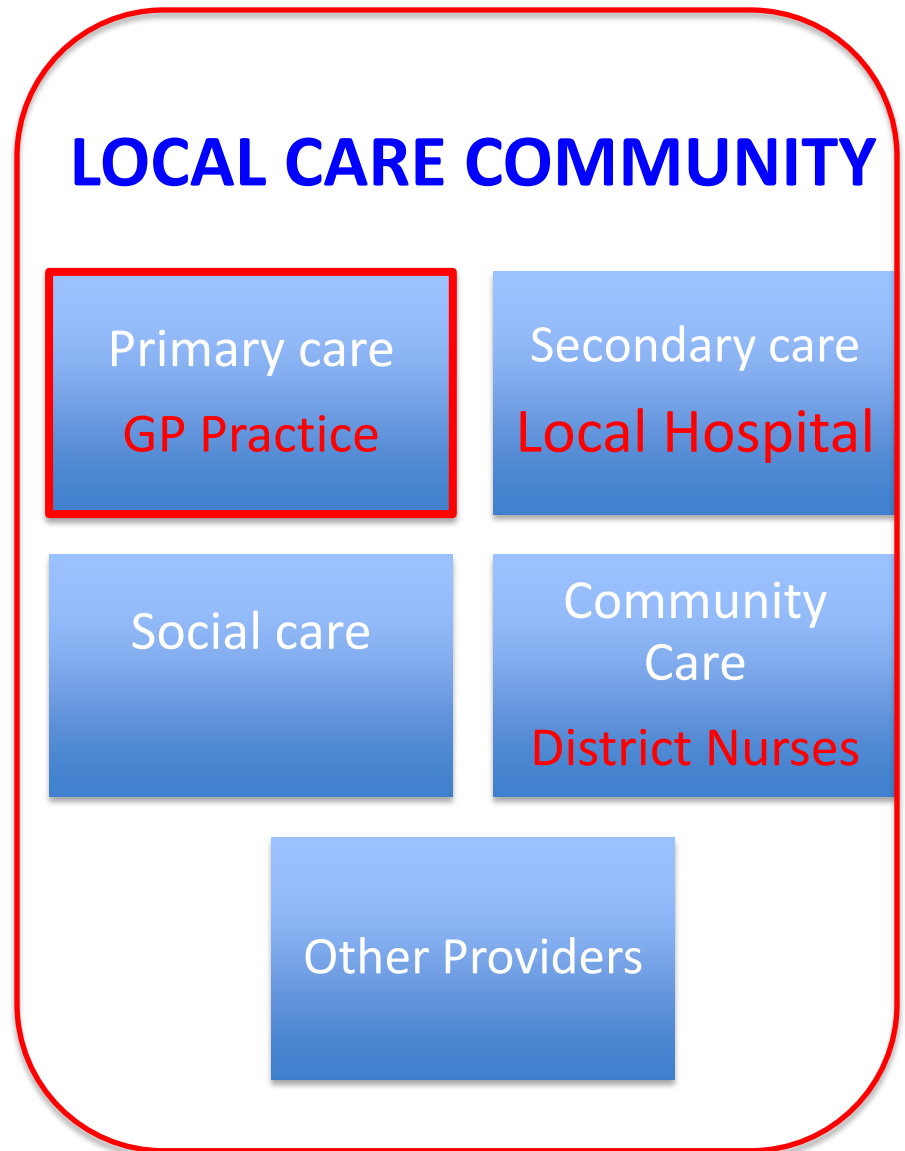 LOCAL CARE COMMUNITY
Primary care
GP Practice
Secondary care
Local Hospital
Social care
Community
Care
District Nurses
Other Providers